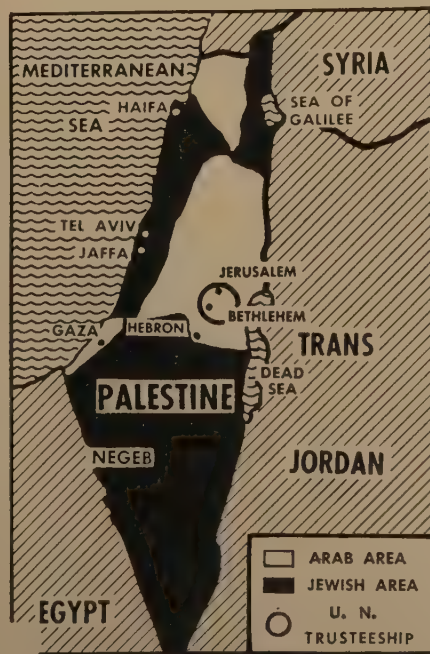 MEDITERRANEAN
SEA
SYRIA
HAIFA
SEA OF
GALILEE
TEL AVIV
JAFFA
JERUSALEM
BETHLEHEM
GAZA
HEBRON
TRANS
JORDAN
DEAD
SEA
PALESTINE
NEGEB
EGYPT
ARAB AREA
JEWISH AREA
U. N.
TRUSTEESHIP